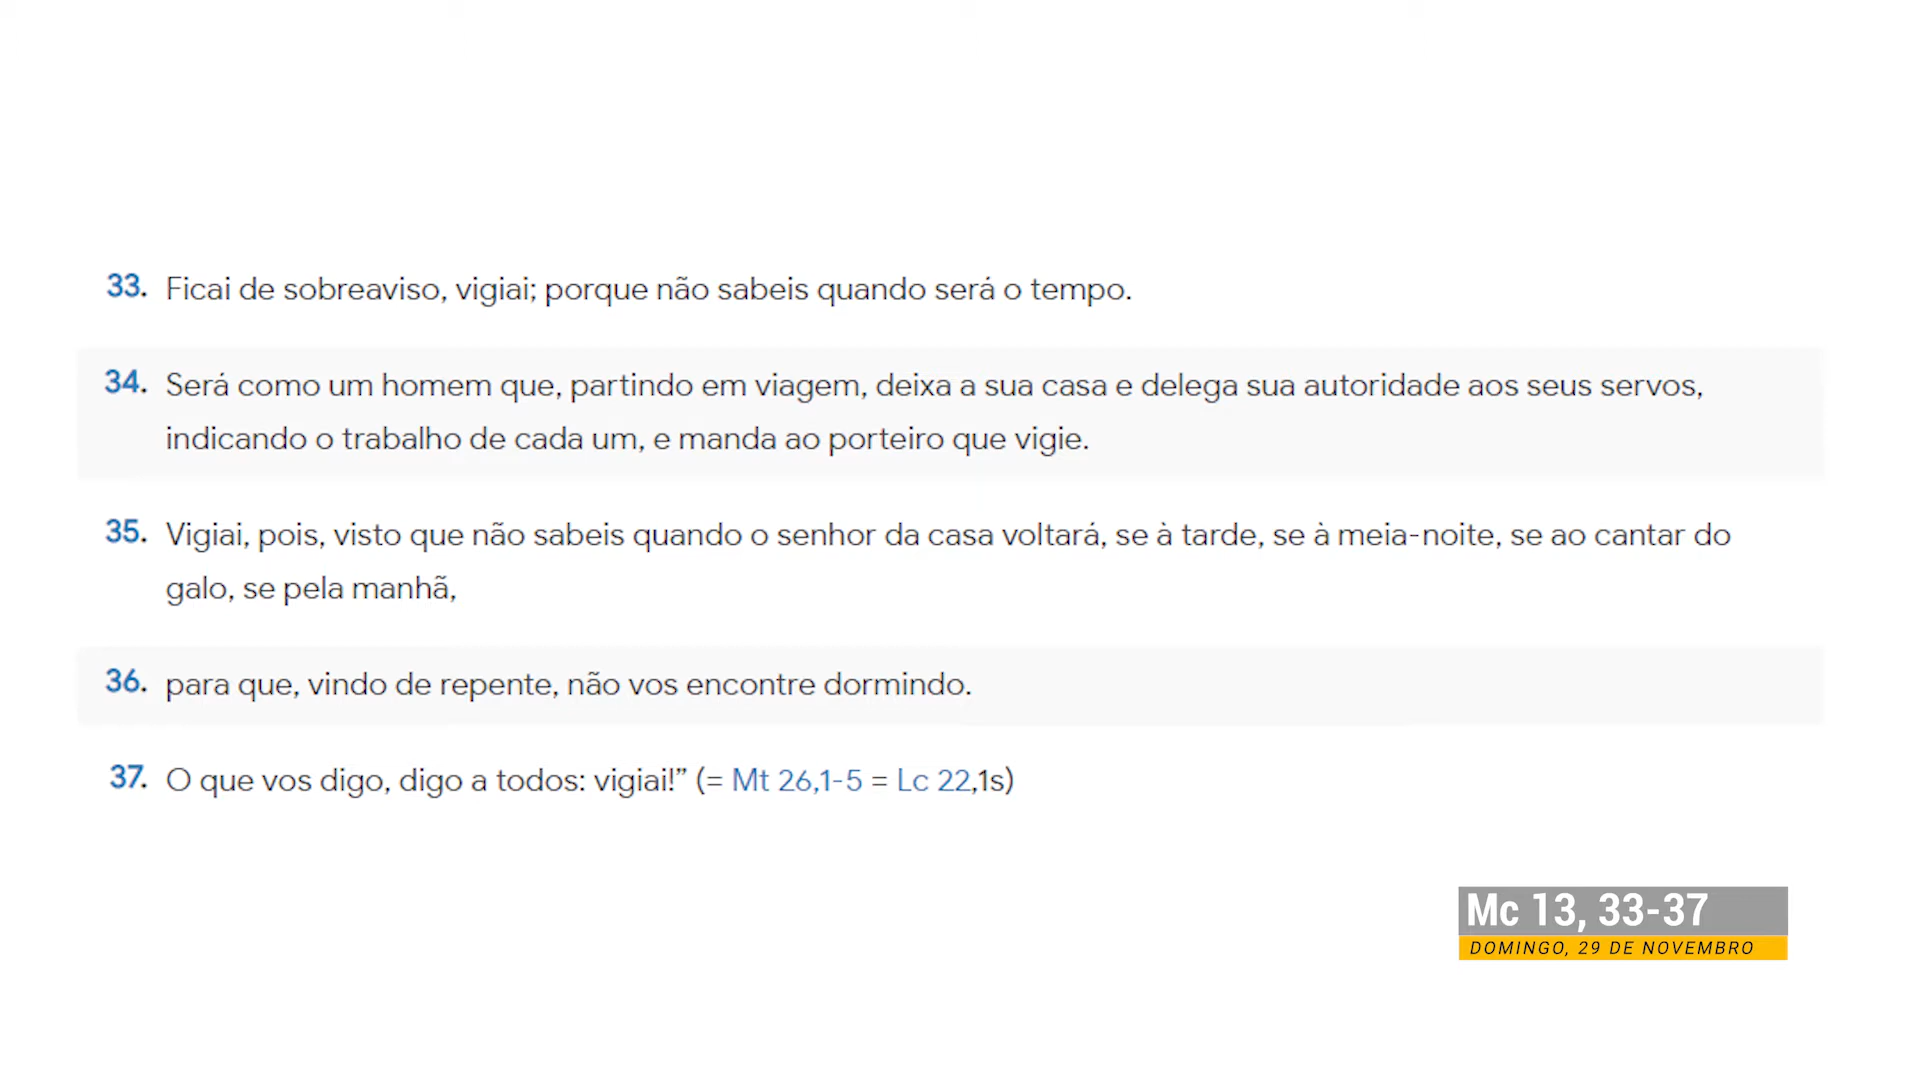 33. Ficai de sobreaviso, vigiai; porque não sabeis quando será o tempo.
34. Será como um homem que, partindo em viagem, deixa a sua casa e delega sua autoridade aos seus servos,
indicando o trabalho de cada um, e manda ao porteiro que vigie.
35. Vigiai, pois, visto que não sabeis quando o senhor da casa voltará, se à tarde, se à meia-noite, se ao cantar do
galo, se pela manhã,
36. para que, vindo de repente, não vos encontre dormindo.
37. O que vos digo, digo a todos: vigiai!” (= Mt 26,1-5 = Lc 22,1s)
Mc 13, 33-37
DOMINGO, 29 DE NOVEMBRO